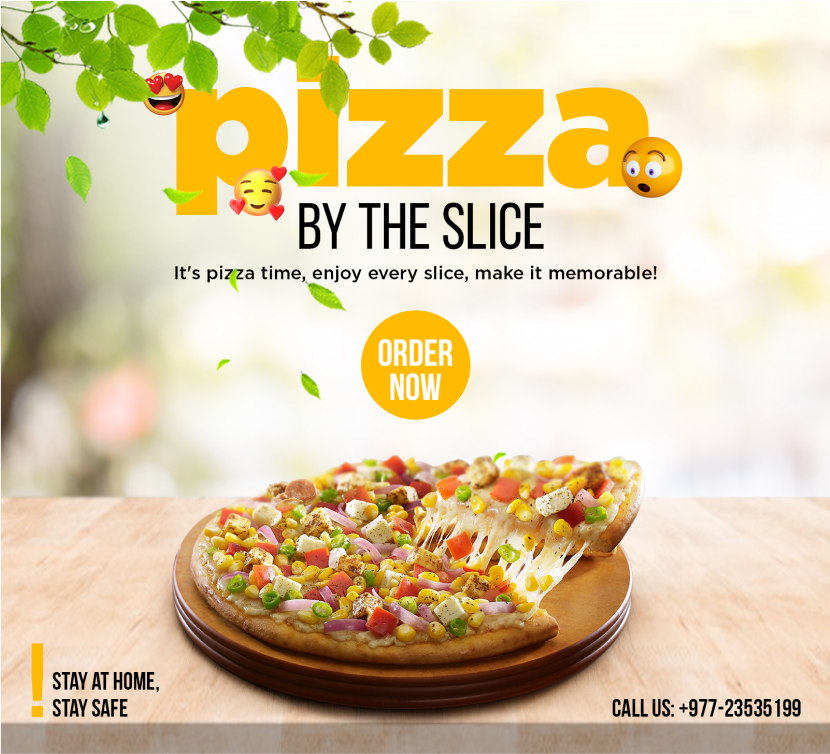 pizza
BY THE SLICE
It's pizza time, enjoy every slice, make it memorable!
ORDER
NOW
! STAY AT HOME,
STAY SAFE
CALL US: +977-23535199